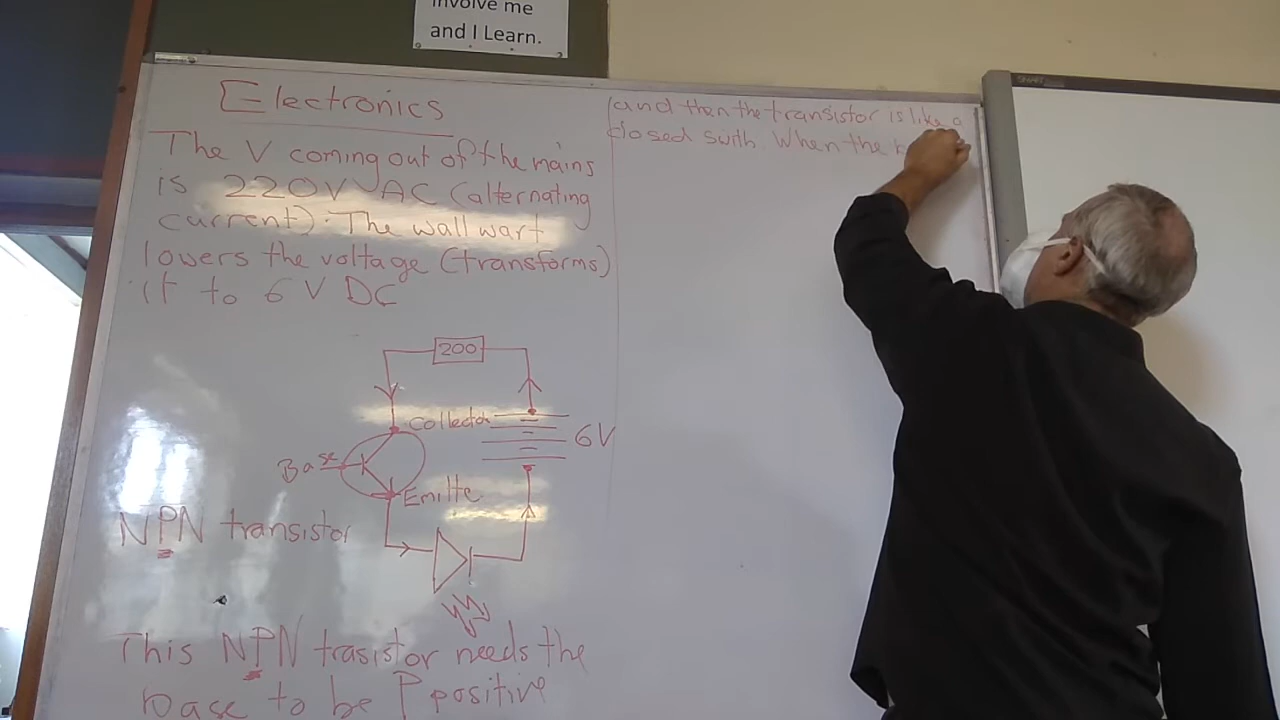 Involve me
and I Learn.
Electronics
The V coming out of the mains
is 220V AC (alternating
current). The wall wart
lowers the voltage (transforms)
it to 6 V DC
200
Collector
6V
Base
Emitte
NPN transistor
This NPN trasistor needs the
base to be P positive
and then the transistor is like a
closed swith. When the